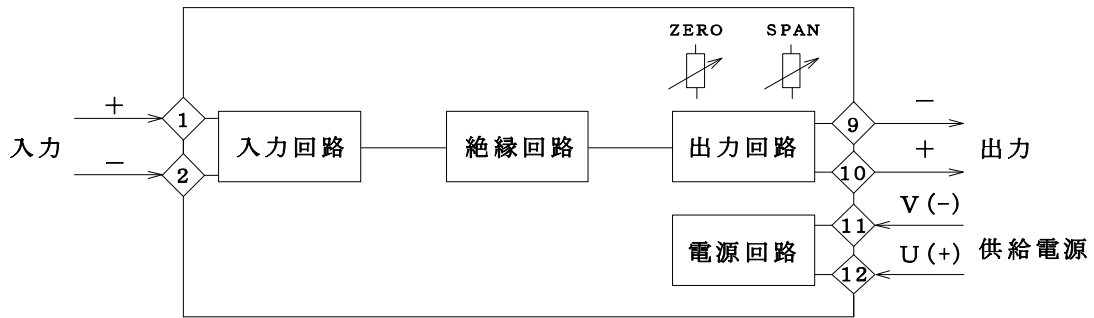 ZERO SPAN
+ 1 9 −
入力 入力回路 絶縁回路 出力回路 出力
− 2 10 +
11 V(−)
電源回路 供給電源
12 U(+)